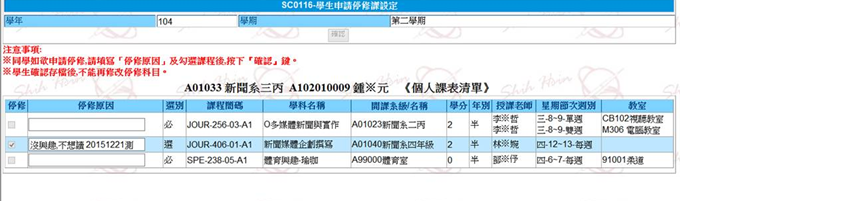 SC0116-學生申請停修課設定
學年 104 學期 第二學期
確認
注意事項:
※同學如欲申請停修,請填寫「停修原因」及勾選課程後,按下「確認」鍵。
※學生確認存檔後,不能再修改停修科目。
A01033 新聞系三丙 A102010009 鍾※元 《個人課表清單》
停修 停修原因 選別 課程簡碼 學科名稱 開課系級/名稱 學分 年別 授課老師 星期節次週別 教室
必 JOUR-256-03-A1 O多媒體新聞與實作 A01023新聞系二丙 2 半 李※哲 三-8~9-單週 CB102視聽教室
李※哲 三-8~9-雙週 M306 電腦教室
沒興趣,不想讀 20151221測 選 JOUR-406-01-A1 新聞媒體企劃撰寫 A01040新聞系四年級 2 半 林※婉 四-12~13-每週
必 SPE-238-05-A1 體育興趣-瑜珈 A99000體育室 0 半 鄒※伃 四-6~7-每週 91001柔道
Shih Hsin